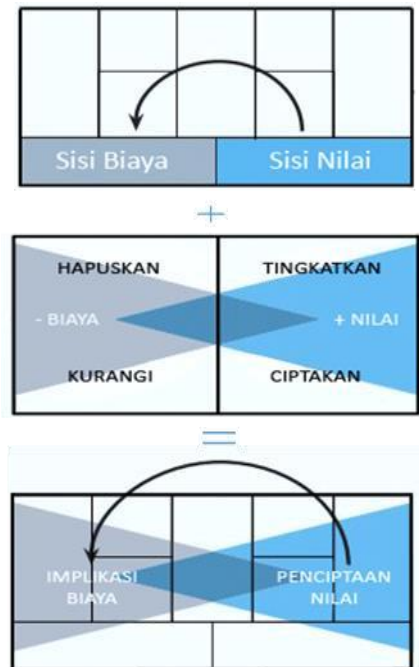 Sisi Biaya Sisi Nilai
+
HAPUSKAN TINGKATKAN
- BIAYA + NILAI
KURANGI CIPTAKAN
=
IMPLIKASI PENCIPTAAN
BIAYA NILAI